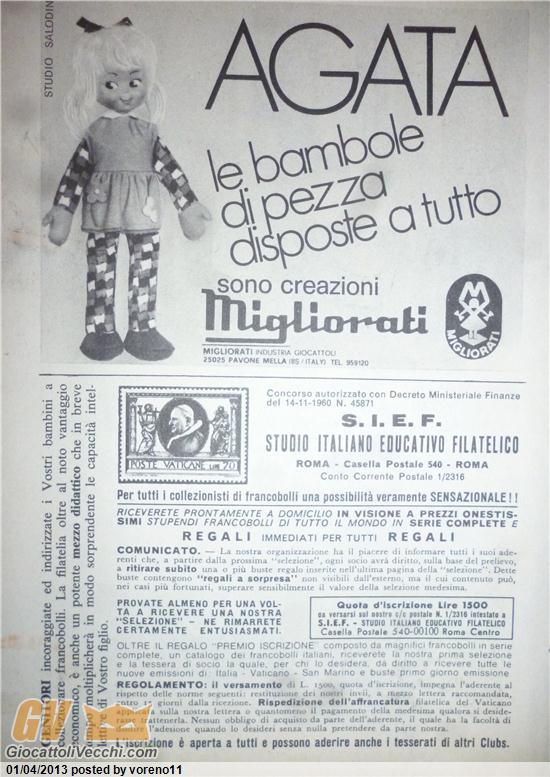 STUDIO SALODIN
AGATA
le bambole
di pezza
disposte a tutto
sono creazioni
Migliorati
MIGLIORATI INDUSTRIA GIOCATTOLI
25025 PAVONE MELLA (BS/ITALY) TEL. 959120
M
MIGLIORATI
GENITORI incoraggiate ed indirizzate i Vostri bambini a
collezionare francobolli. La filatelia oltre al noto vantaggio
economico, è anche un potente mezzo didattico che in breve
tempo moltiplicherà in modo sorprendente le capacità intel-
lettive di Vostro figlio.
POSTE VATICANE LIRE 70
Concorso autorizzato con Decreto Ministeriale Finanze
del 14-11-1960 N. 45871
S.I.E.F.
STUDIO ITALIANO EDUCATIVO FILATELICO
ROMA - Casella Postale 540 - ROMA
Conto Corrente Postale 1/2316
Per tutti i collezionisti di francobolli una possibilità veramente SENSAZIONALE!!
RICEVERETE PRONTAMENTE A DOMICILIO IN VISIONE A PREZZI ONESTIS-
SIMI STUPENDI FRANCOBOLLI DI TUTTO IL MONDO IN SERIE COMPLETE E
REGALI IMMEDIATI PER TUTTI REGALI
COMUNICATO. — La nostra organizzazione ha il piacere di informare tutti i suoi ade-
renti che, a partire dalla prossima "selezione", ogni socio avrà diritto, sulla base del prelievo,
a ritirare subito una o più buste regalo inserite nell'ultima pagina della "selezione". Dette
buste contengono "regali a sorpresa" non visibili dall'esterno, ma il cui contenuto può,
nei casi più fortunati, superare sensibilmente il valore della selezione medesima.
PROVATE ALMENO PER UNA VOL-
TA A RICEVERE UNA NOSTRA
"SELEZIONE" - NE RIMARRETE
CERTAMENTE ENTUSIASMATI.
Quota d'iscrizione Lire 1500
da versarsi sul nostro c/c postale N. 1/2316 intestato a
S.I.E.F. - STUDIO ITALIANO EDUCATIVO FILATELICO
Casella Postale 540-00100 Roma Centro
OLTRE IL REGALO "PREMIO ISCRIZIONE" composto da magnifici francobolli in serie
complete, un catalogo dei francobolli italiani, riceverete la nostra prima selezione
e la tessera di socio la quale, per chi lo desidera, dà diritto a ricevere tutte le
nuove emissioni di: Italia - Vaticano - San Marino e buste primo giorno emissione
REGOLAMENTO: il versamento di L. 1500, quota d'iscrizione, impegna l'aderente al
rispetto delle norme seguenti: restituzione dei nostri invii, a mezzo lettera raccomandata,
entro 15 giorni dalla ricezione. Rispedizione dell'affrancatura filatelica del Vaticano
apposta sulla nostra lettera o quantomeno il pagamento della medesima qualora si deside-
rasse trattenerla. Nessun obbligo di acquisto da parte dell'aderente, il quale ha la facoltà di
disdire l'adesione quando lo desideri senza nulla pretendere da parte nostra.
L'iscrizione è aperta a tutti e possono aderire anche i tesserati di altri Clubs.
GiocattoliVecchi.com
01/04/2013 posted by voreno11